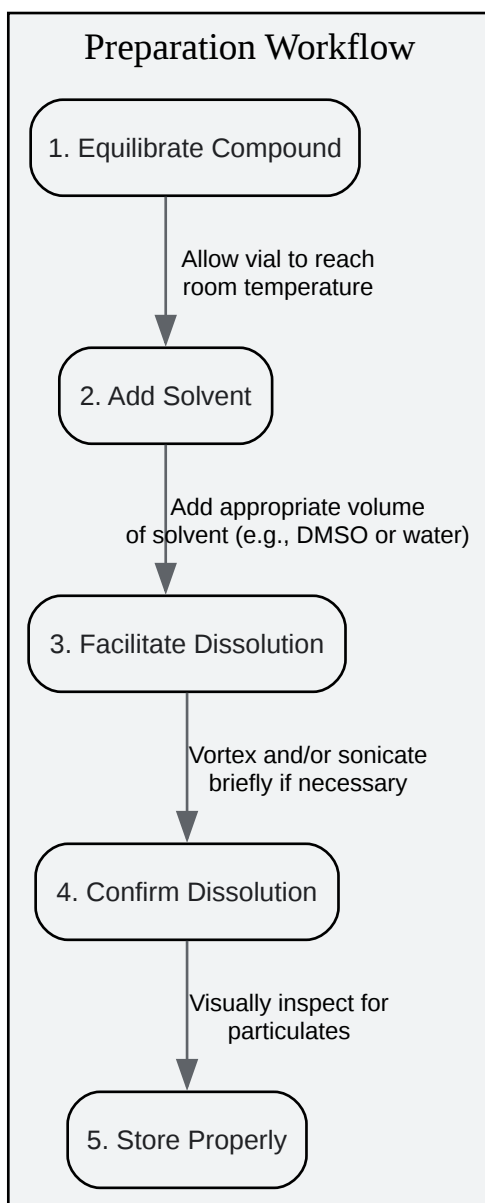 Preparation Workflow
1. Equilibrate Compound
Allow vial to reach
room temperature
2. Add Solvent
Add appropriate volume
of solvent (e.g., DMSO or water)
3. Facilitate Dissolution
Vortex and/or sonicate
briefly if necessary
4. Confirm Dissolution
Visually inspect for
particulates
5. Store Properly